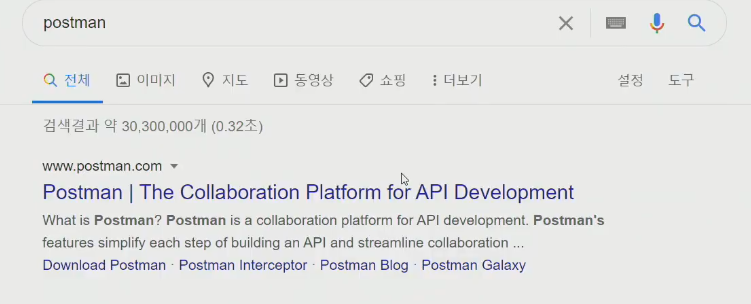 postman
전체 이미지 지도 동영상 쇼핑 더보기 설정 도구
검색결과 약 30,300,000개 (0.32초)
www.postman.com
Postman | The Collaboration Platform for API Development
What is Postman? Postman is a collaboration platform for API development. Postman's
features simplify each step of building an API and streamline collaboration ...
Download Postman · Postman Interceptor · Postman Blog · Postman Galaxy